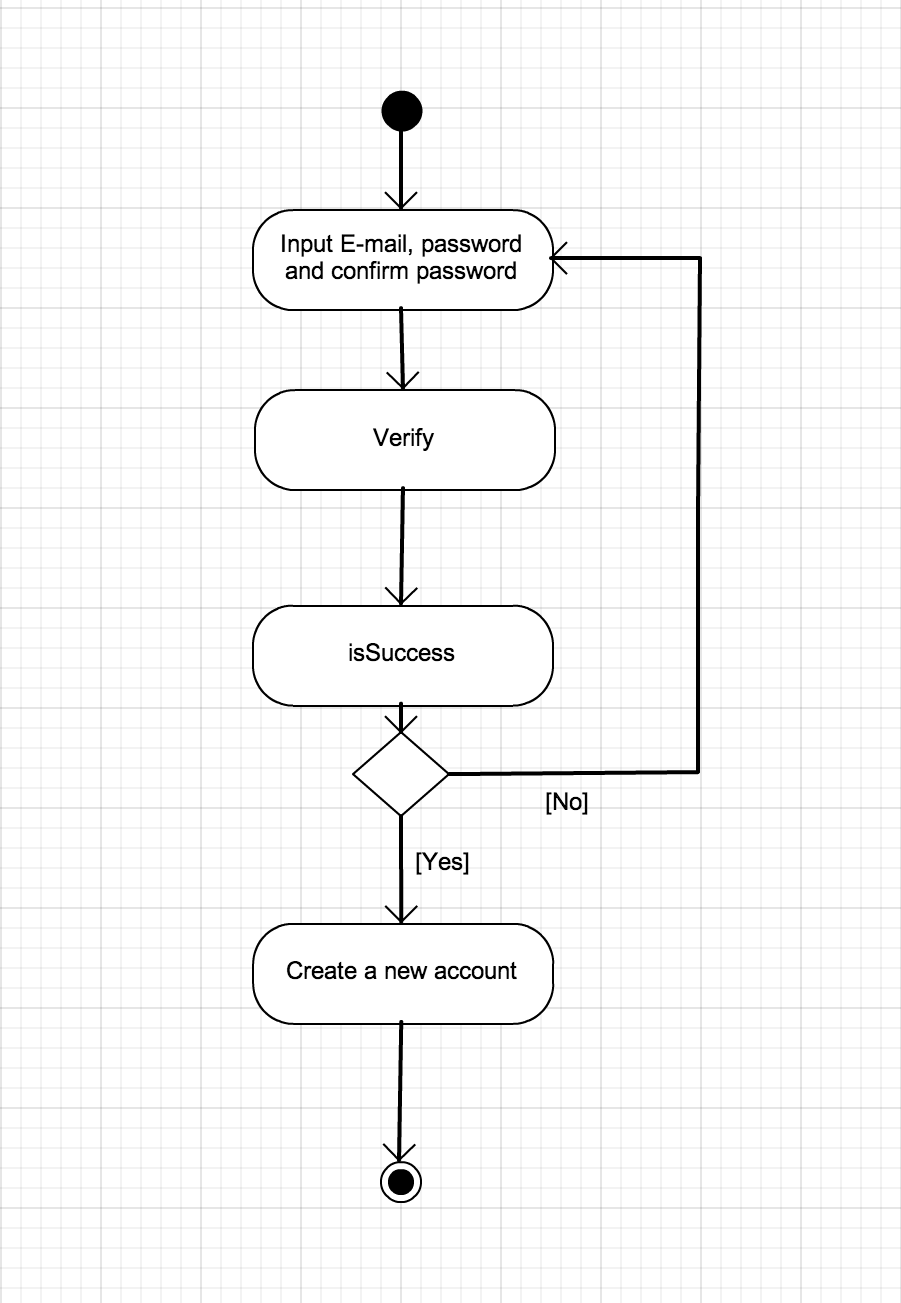 Input E-mail, password
and confirm password
Verify
isSuccess
[No]
[Yes]
Create a new account